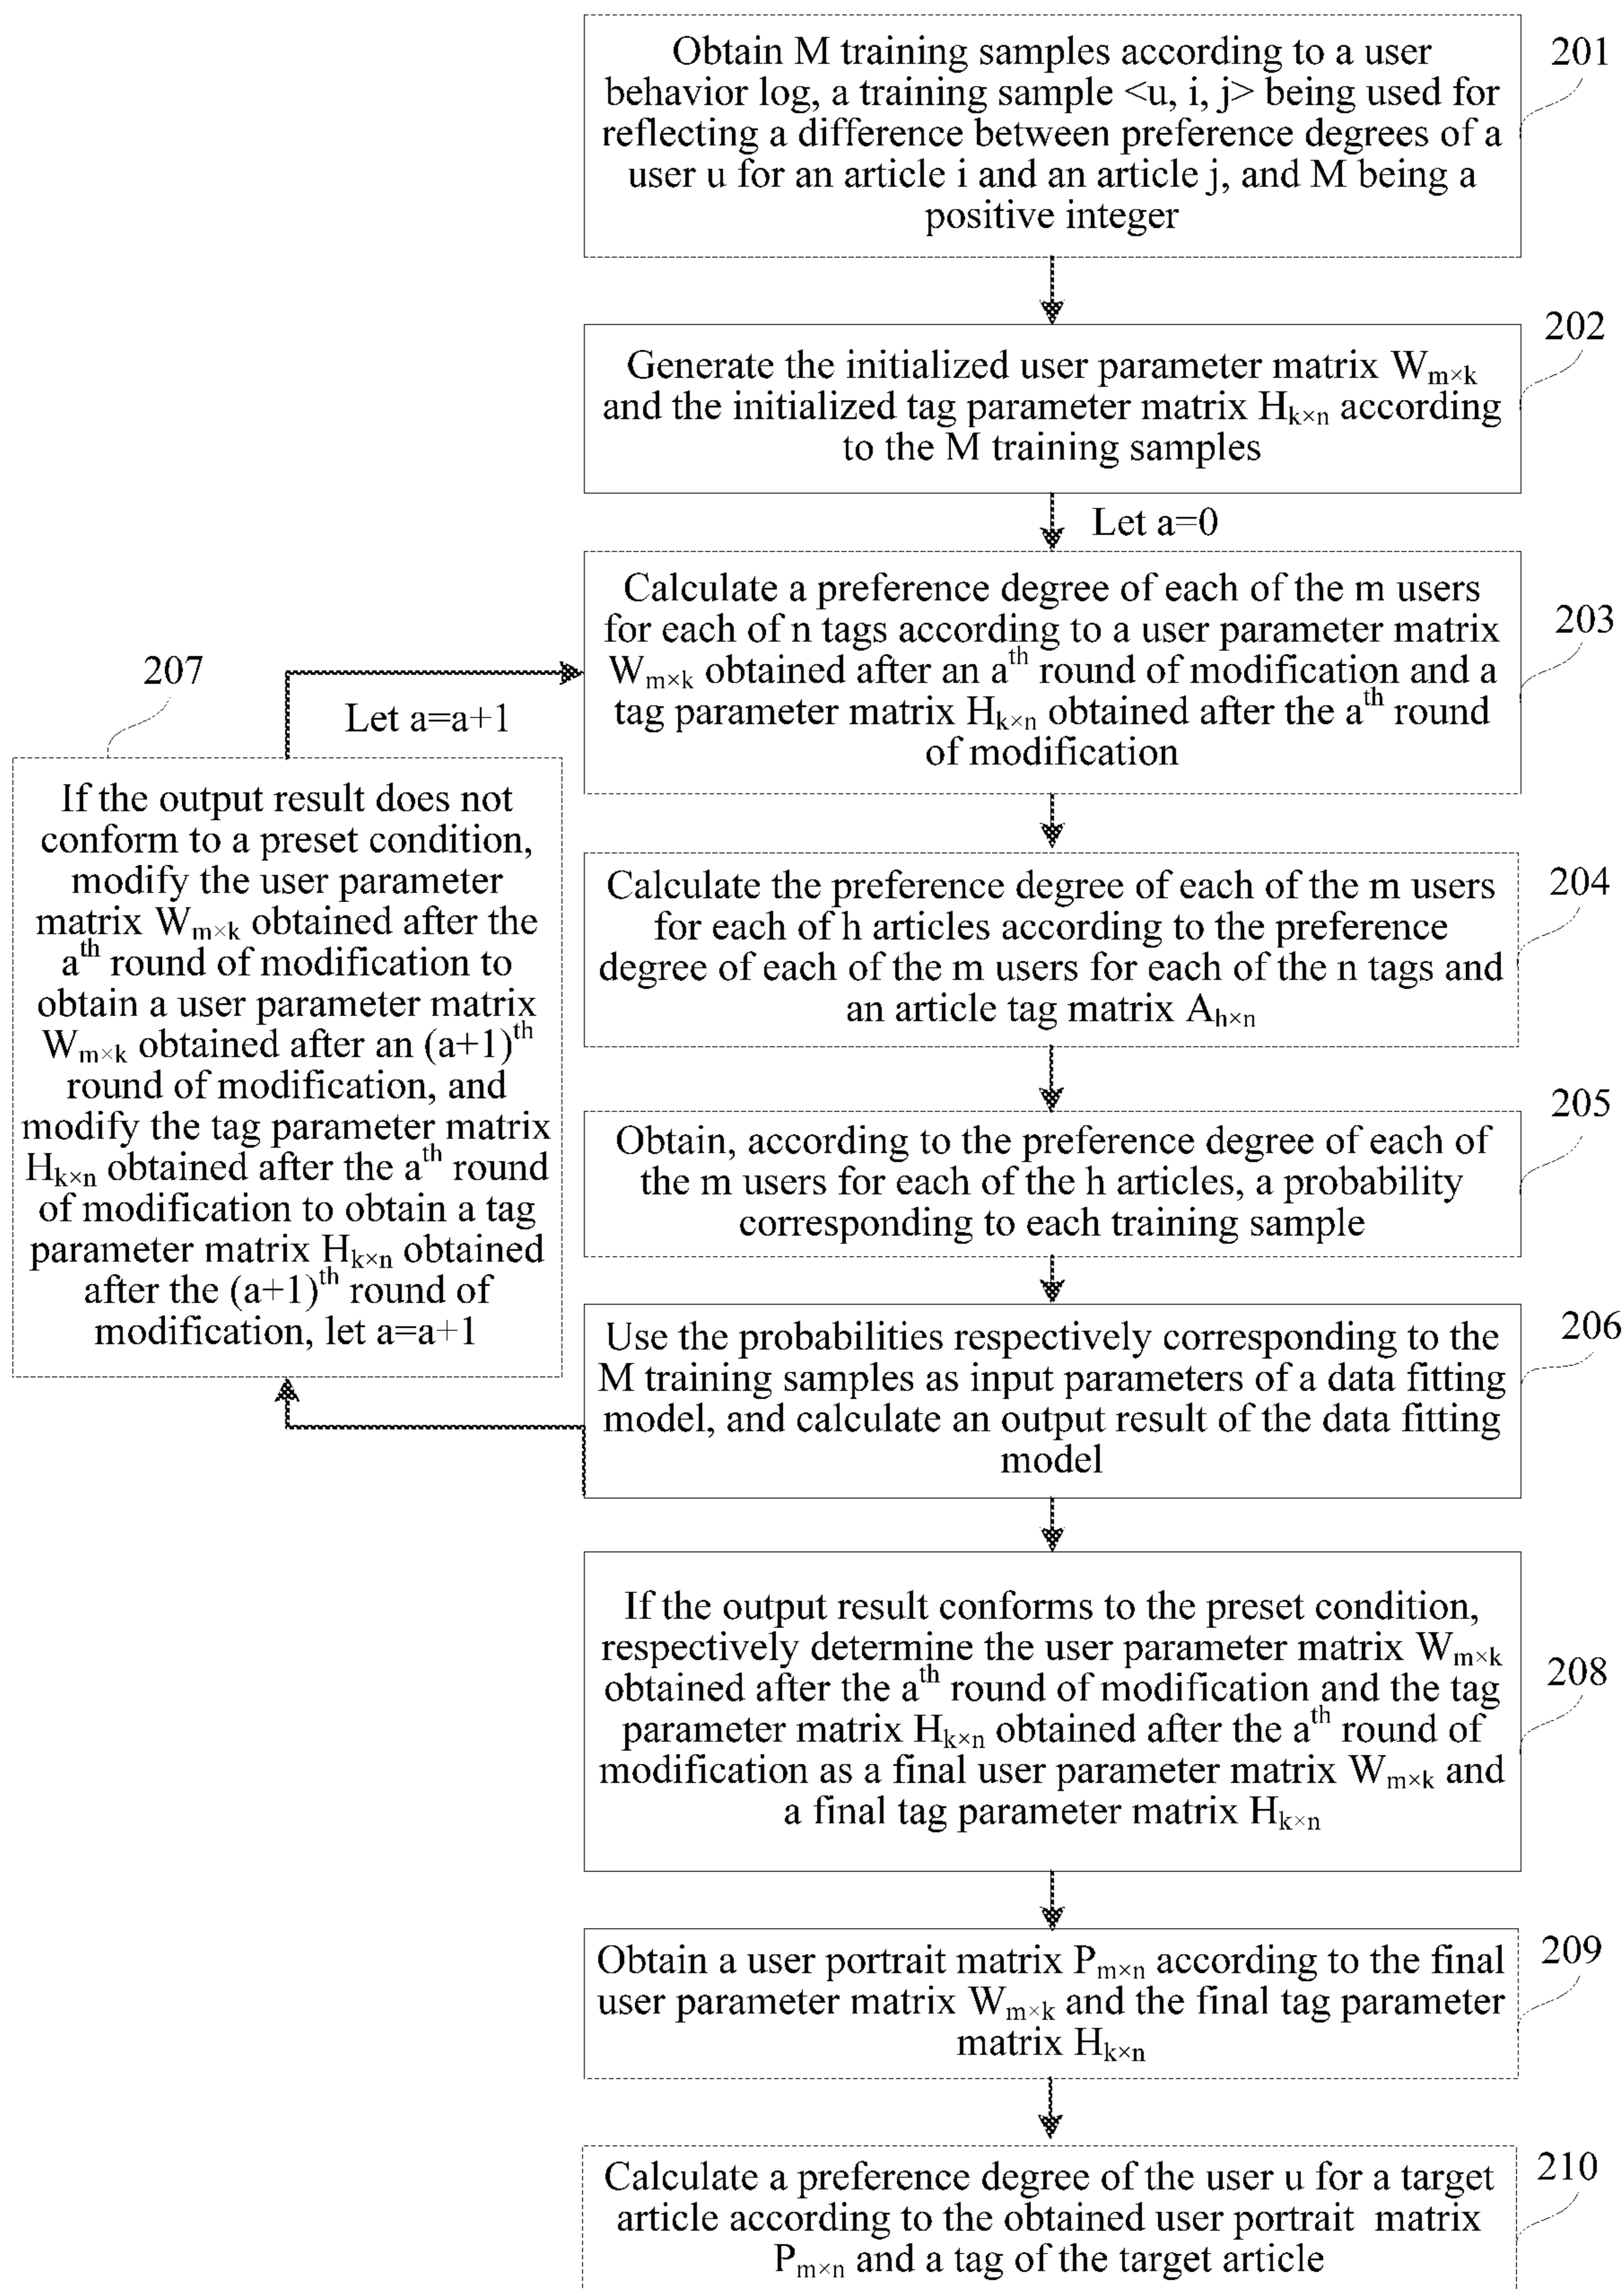 Obtain M training samples according to a user
behavior log, a training sample <u, i, j> being used for
reflecting a difference between preference degrees of a
user u for an article i and an article j, and M being a
positive integer
201
Generate the initialized user parameter matrix Wm×k
and the initialized tag parameter matrix Hk×n according
to the M training samples
202
Let a=0
Calculate a preference degree of each of the m users
for each of n tags according to a user parameter matrix
Wm×k obtained after an ath round of modification and a
tag parameter matrix Hk×n obtained after the ath round
of modification
203
207
Let a=a+1
If the output result does not
conform to a preset condition,
modify the user parameter
matrix Wm×k obtained after the
ath round of modification to
obtain a user parameter matrix
Wm×k obtained after an (a+1)th
round of modification, and
modify the tag parameter matrix
Hk×n obtained after the ath round
of modification to obtain a tag
parameter matrix Hk×n obtained
after the (a+1)th round of
modification, let a=a+1
Calculate the preference degree of each of the m users
for each of h articles according to the preference
degree of each of the m users for each of the n tags and
an article tag matrix Ah×n
204
Obtain, according to the preference degree of each of
the m users for each of the h articles, a probability
corresponding to each training sample
205
Use the probabilities respectively corresponding to the
M training samples as input parameters of a data fitting
model, and calculate an output result of the data fitting
model
206
If the output result conforms to the preset condition,
respectively determine the user parameter matrix Wm×k
obtained after the ath round of modification and the tag
parameter matrix Hk×n obtained after the ath round of
modification as a final user parameter matrix Wm×k and
a final tag parameter matrix Hk×n
208
Obtain a user portrait matrix Pm×n according to the final
user parameter matrix Wm×k and the final tag parameter
matrix Hk×n
209
Calculate a preference degree of the user u for a target
article according to the obtained user portrait matrix
Pm×n and a tag of the target article
210